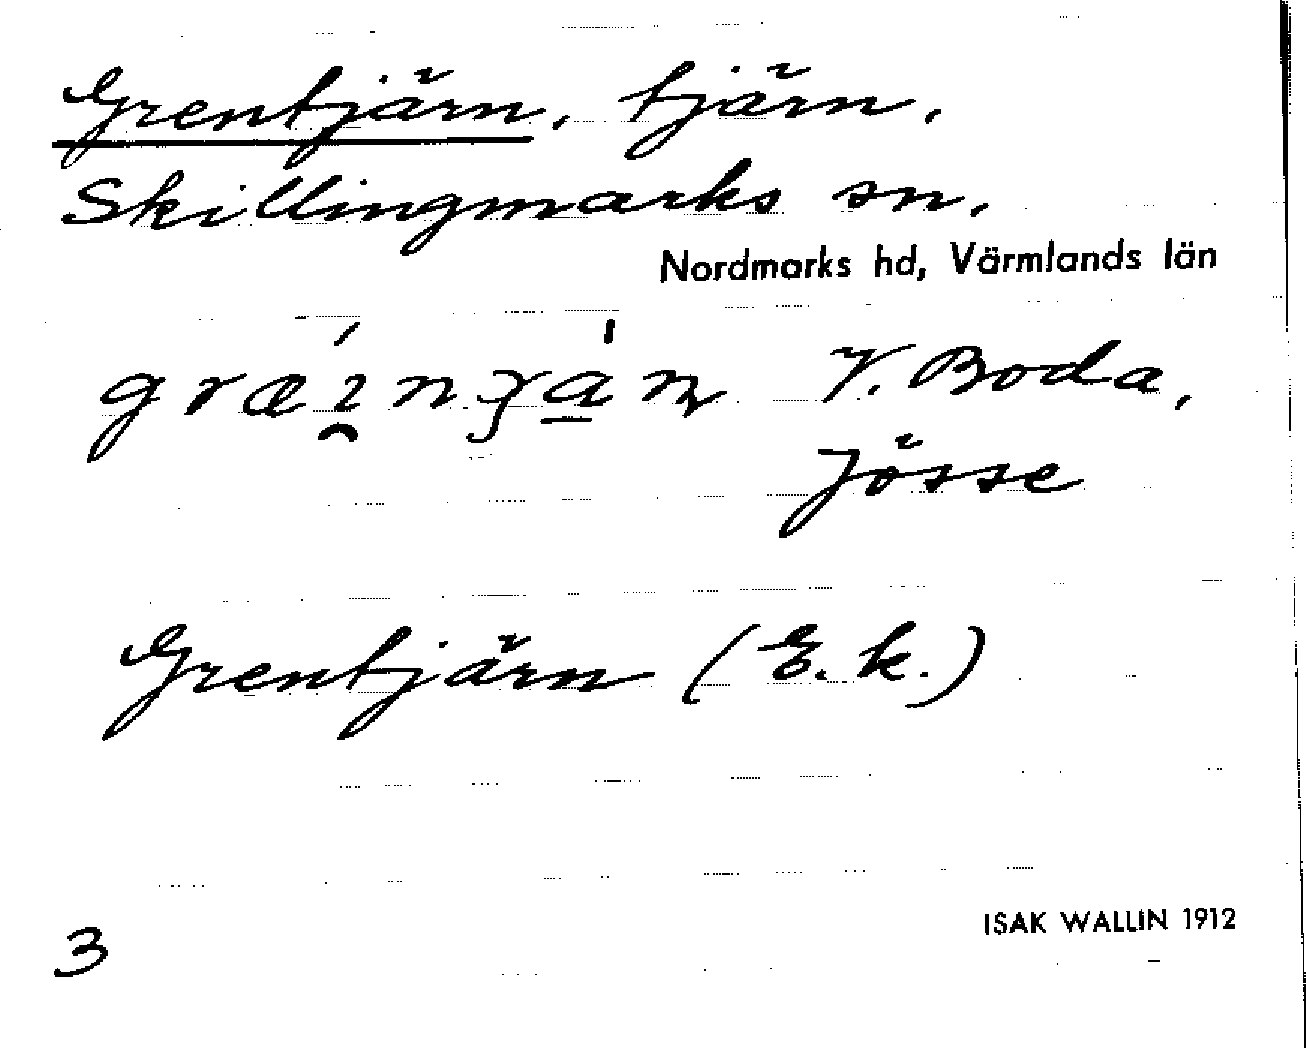 Grentjärn, tjärn,
Skillingmarks sn,
Nordmarks hd, Värmlands län
V. Boda,
Jösse
Grentjärn (E. k.)
3
ISAK WALLIN 1912